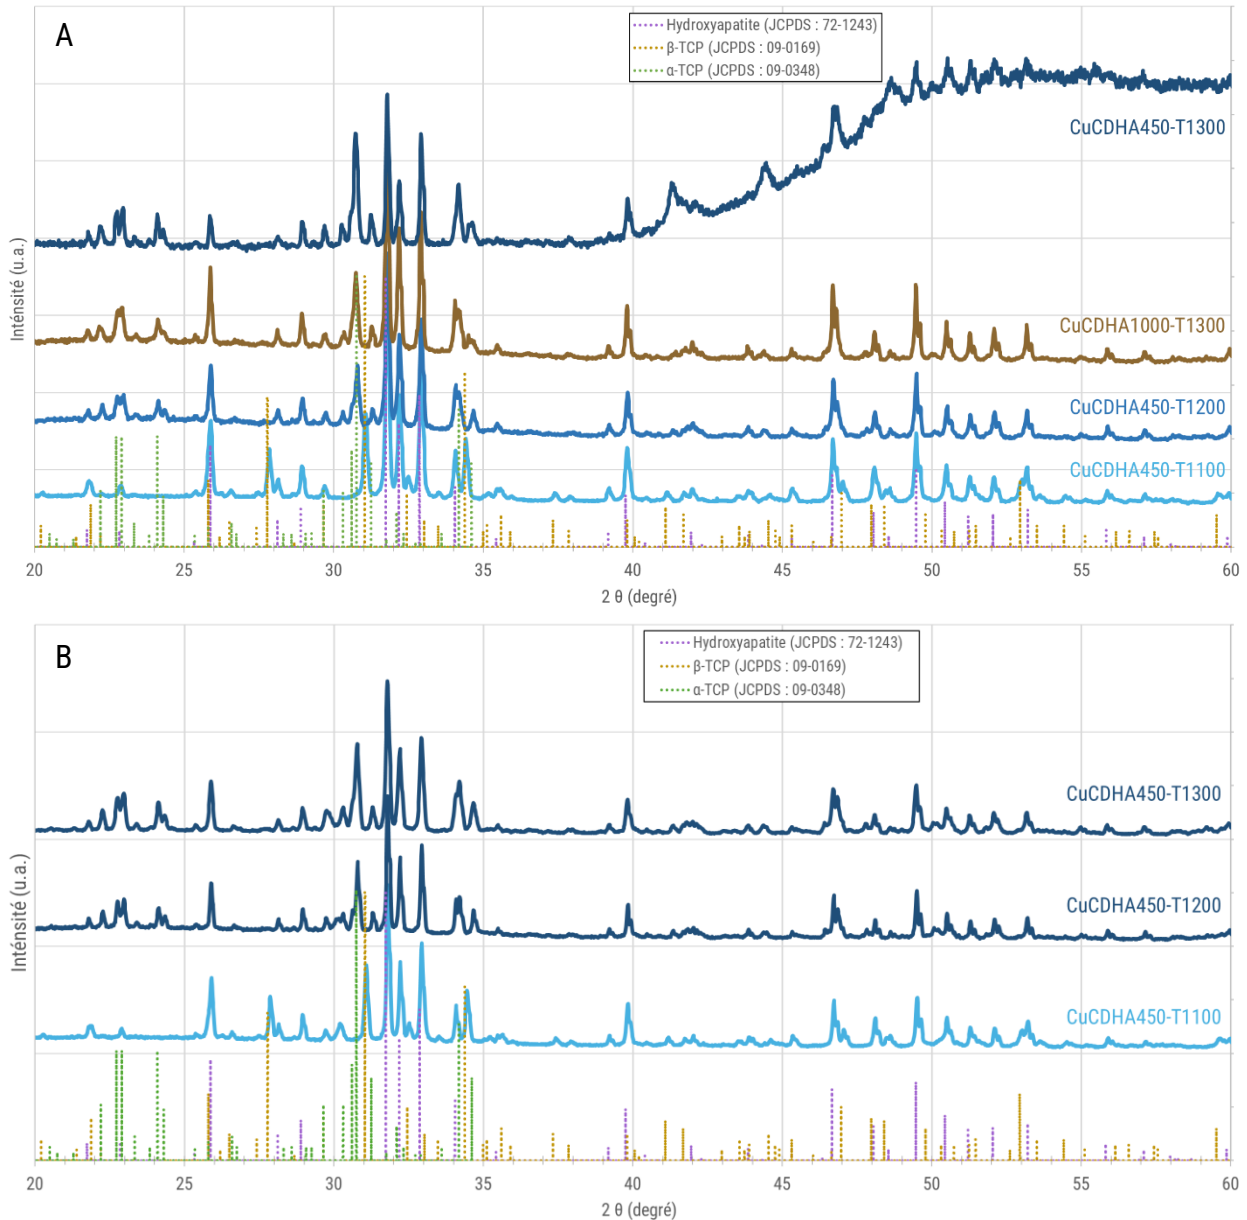 A
Hydroxyapatite (JCPDS : 72-1243)
β-TCP (JCPDS : 09-0169)
α-TCP (JCPDS : 09-0348)
CuCDHA450-T1300
CuCDHA1000-T1300
CuCDHA450-T1200
CuCDHA450-T1100
Inténsité (u.a.)
20 25 30 35 40 45 50 55 60
2 θ (degré)
B
Hydroxyapatite (JCPDS : 72-1243)
β-TCP (JCPDS : 09-0169)
α-TCP (JCPDS : 09-0348)
CuCDHA450-T1300
CuCDHA450-T1200
CuCDHA450-T1100
Inténsité (u.a.)
20 25 30 35 40 45 50 55 60
2 θ (degré)